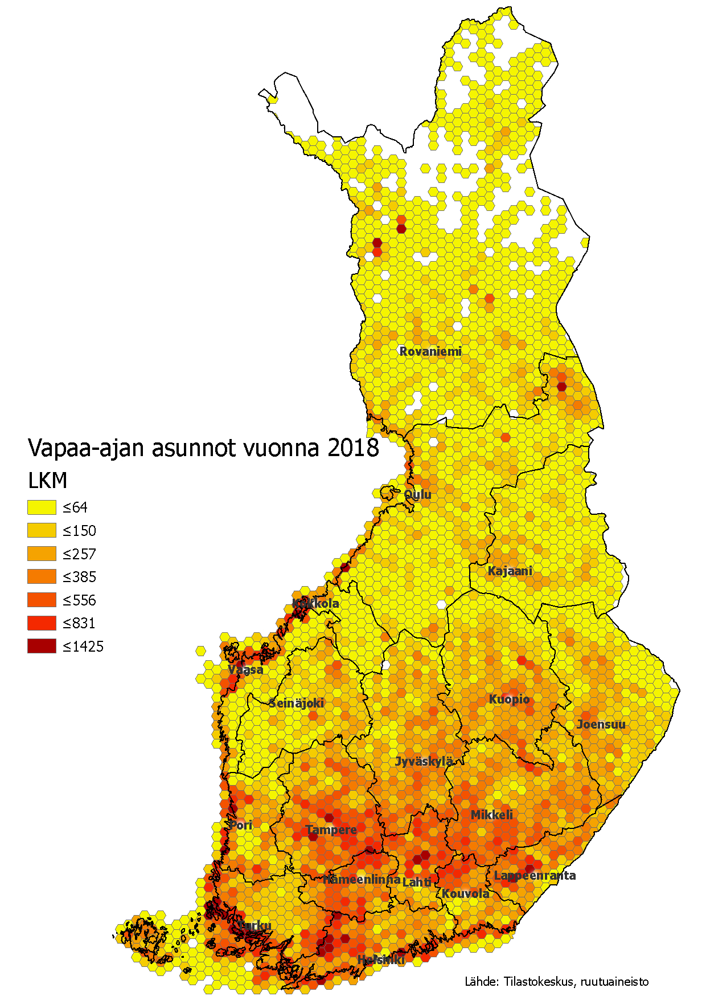 Rovaniemi
Vapaa-ajan asunnot vuonna 2018
LKM
≤64
≤150
≤257
≤385
≤556
≤831
≤1425
Oulu
Kajaani
Kokkola
Vaasa
Seinäjoki
Kuopio
Joensuu
Jyväskylä
Mikkeli
Pori
Tampere
Lappeenranta
Hämeenlinna
Lahti
Kouvola
Turku
Helsinki
Lähde: Tilastokeskus, ruutuaineisto